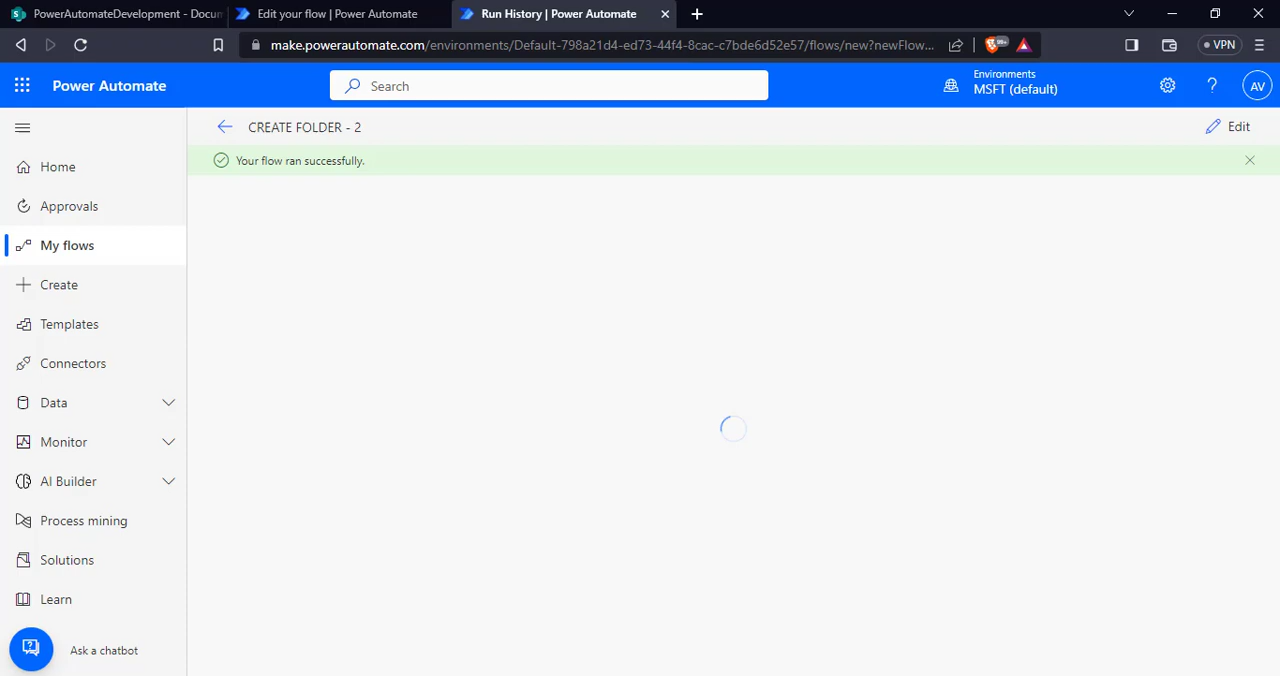 PowerAutomateDevelopment - Docum
Edit your flow | Power Automate
Run History | Power Automate
make.powerautomate.com/environments/Default-798a21d4-ed73-44f4-8cac-c7bde6d52e57/flows/new?newFlow...
99+
VPN
Power Automate
Search
Environments
MSFT (default)
AV
CREATE FOLDER - 2
Edit
Your flow ran successfully.
Home
Approvals
My flows
Create
Templates
Connectors
Data
Monitor
AI Builder
Process mining
Solutions
Learn
Ask a chatbot